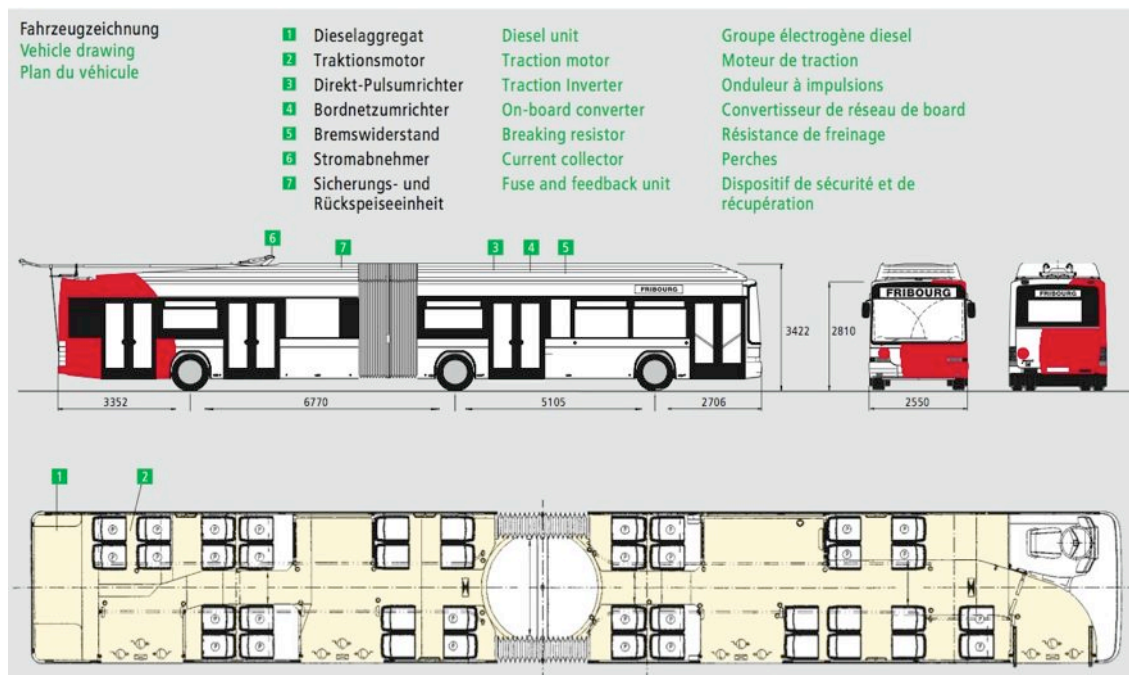 Fahrzeugzeichnung
Vehicle drawing
Plan du véhicule
1 Dieselaggregat Diesel unit Groupe électrogène diesel
2 Traktionsmotor Traction motor Moteur de traction
3 Direkt-Pulsumrichter Traction Inverter Onduleur à impulsions
4 Bordnetzumrichter On-board converter Convertisseur de réseau de board
5 Bremswiderstand Breaking resistor Résistance de freinage
6 Stromabnehmer Current collector Perches
7 Sicherungs- und Fuse and feedback unit Dispositif de sécurité et de
Rückspeiseeinheit récupération
6 7 3 4 5
FRIBOURG FRIBOURG FRIBOURG
3422 2810
3352 6770 5105 2706 2550
1 2
P P P P P P P P
P P P P P P P P P P
P P P P P
P P P P P